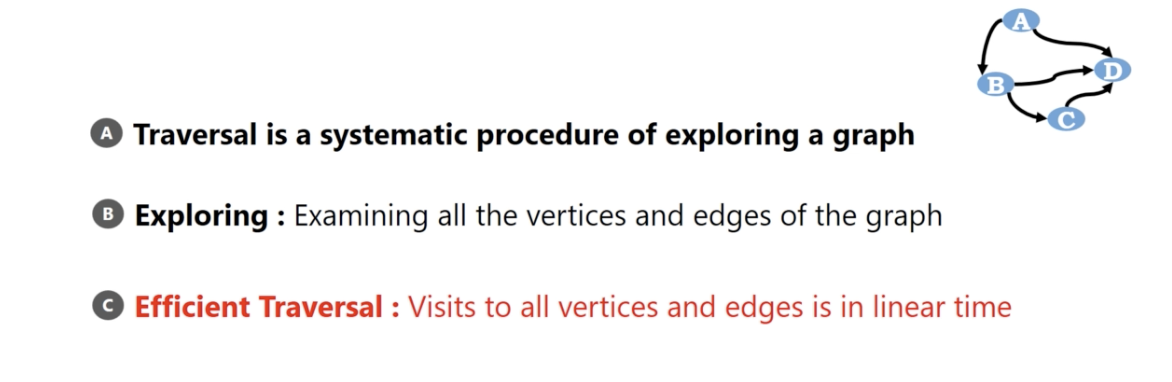 A
D
B
C
A Traversal is a systematic procedure of exploring a graph
B Exploring : Examining all the vertices and edges of the graph
C Efficient Traversal : Visits to all vertices and edges is in linear time